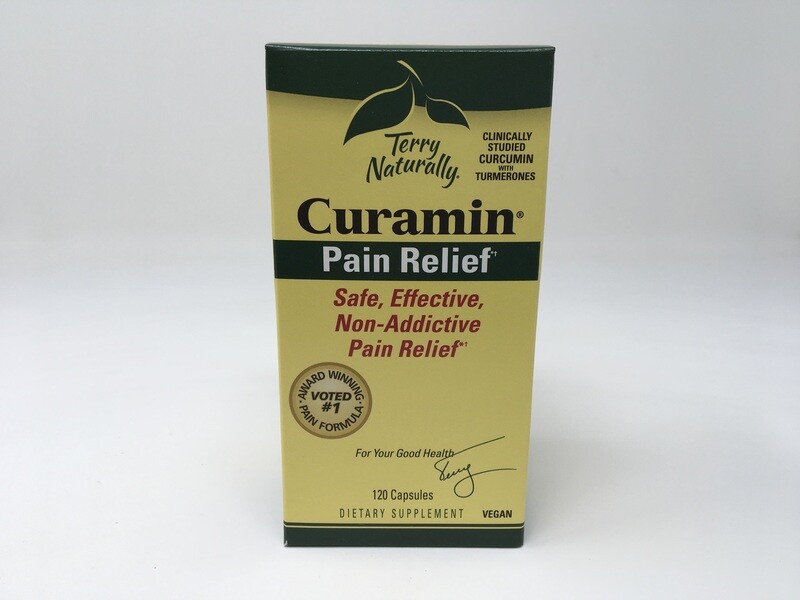 Terry
Naturally®
CLINICALLY
STUDIED
CURCUMIN
WITH
TURMERONES
Curamin®
Pain Relief*†
Safe, Effective,
Non-Addictive
Pain Relief*†
AWARD WINNING
VOTED
#1
PAIN FORMULA
For Your Good Health
Terry
120 Capsules
DIETARY SUPPLEMENT
VEGAN